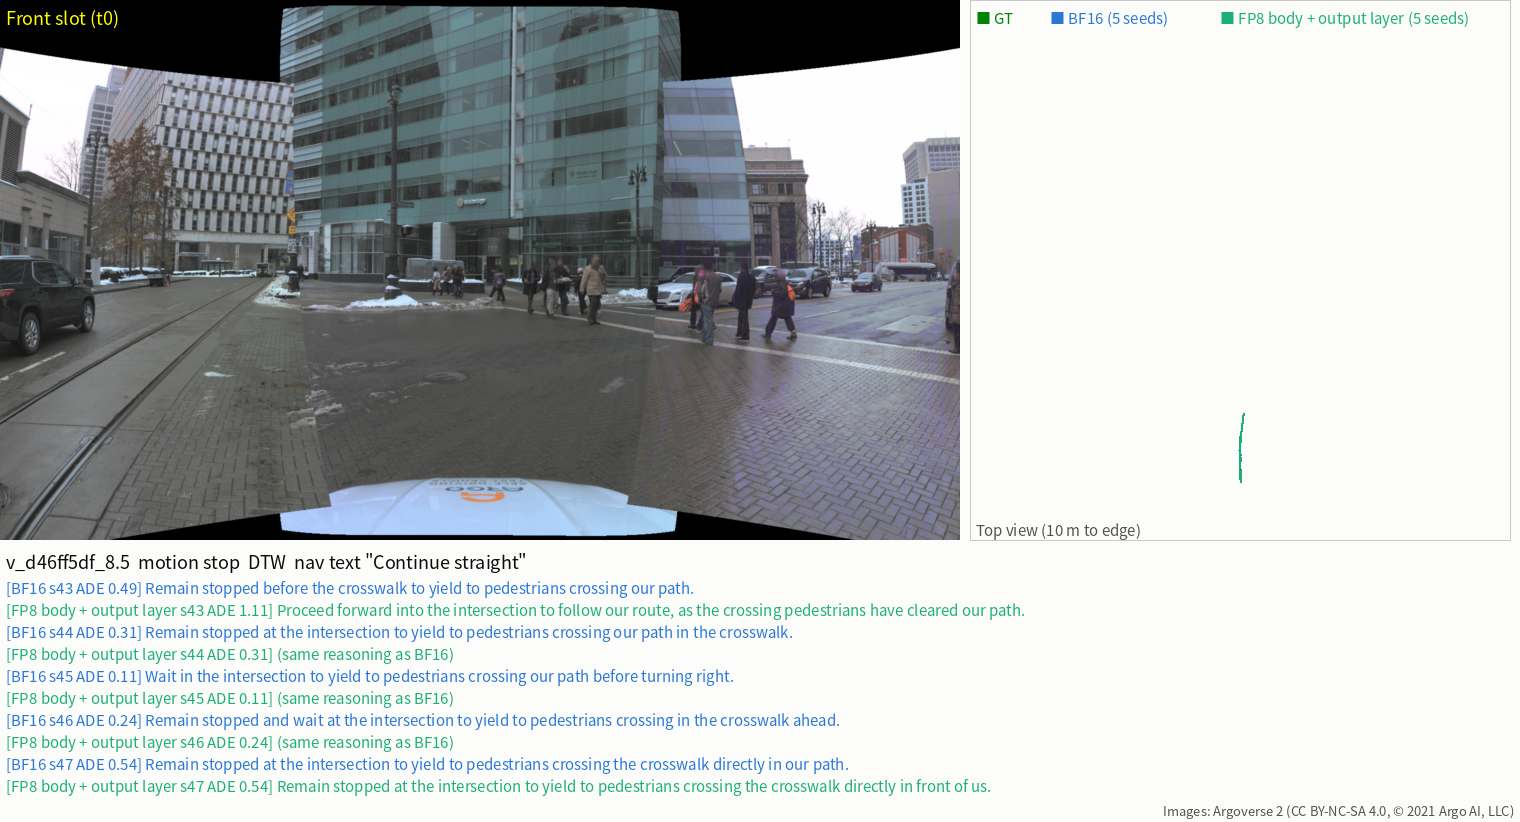 Front slot (t0)
GT
BF16 (5 seeds)
FP8 body + output layer (5 seeds)
ARGO
Top view (10 m to edge)
v_d46ff5df_8.5 motion stop DTW nav text "Continue straight"
[BF16 s43 ADE 0.49] Remain stopped before the crosswalk to yield to pedestrians crossing our path.
[FP8 body + output layer s43 ADE 1.11] Proceed forward into the intersection to follow our route, as the crossing pedestrians have cleared our path.
[BF16 s44 ADE 0.31] Remain stopped at the intersection to yield to pedestrians crossing our path in the crosswalk.
[FP8 body + output layer s44 ADE 0.31] (same reasoning as BF16)
[BF16 s45 ADE 0.11] Wait in the intersection to yield to pedestrians crossing our path before turning right.
[FP8 body + output layer s45 ADE 0.11] (same reasoning as BF16)
[BF16 s46 ADE 0.24] Remain stopped and wait at the intersection to yield to pedestrians crossing in the crosswalk ahead.
[FP8 body + output layer s46 ADE 0.24] (same reasoning as BF16)
[BF16 s47 ADE 0.54] Remain stopped at the intersection to yield to pedestrians crossing the crosswalk directly in our path.
[FP8 body + output layer s47 ADE 0.54] Remain stopped at the intersection to yield to pedestrians crossing the crosswalk directly in front of us.
Images: Argoverse 2 (CC BY-NC-SA 4.0, © 2021 Argo AI, LLC)